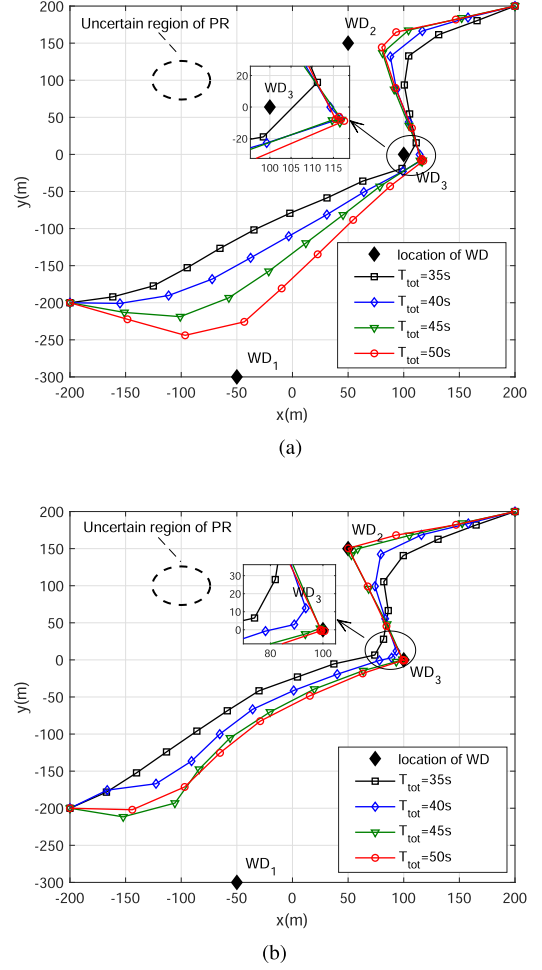 200
150
100
50
0
-50
-100
-150
-200
-250
-300
-200
-150
-100
-50
0
50
100
150
200
y(m)
x(m)
Uncertain region of PR
WD2
WD3
20
0
-20
100
105
110
115
WD3
WD1
location of WD
Ttot=35s
Ttot=40s
Ttot=45s
Ttot=50s
(a)
200
150
100
50
0
-50
-100
-150
-200
-250
-300
-200
-150
-100
-50
0
50
100
150
200
y(m)
x(m)
Uncertain region of PR
WD2
30
20
10
0
80
100
WD3
WD3
WD1
location of WD
Ttot=35s
Ttot=40s
Ttot=45s
Ttot=50s
(b)